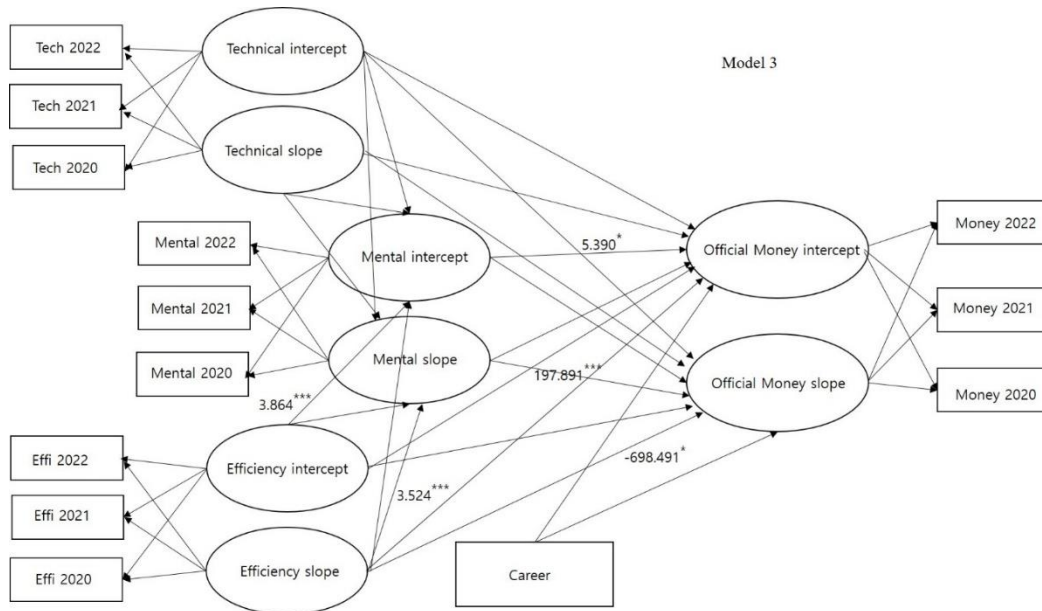 Tech 2022
Technical intercept
Model 3
Tech 2021
Technical slope
Tech 2020
Mental 2022
Mental intercept
5.390*
Official Money intercept
Money 2022
Mental 2021
Money 2021
Mental slope
Mental 2020
197.891***
Official Money slope
Money 2020
3.864***
Effi 2022
Efficiency intercept
-698.491*
3.524***
Effi 2021
Effi 2020
Efficiency slope
Career